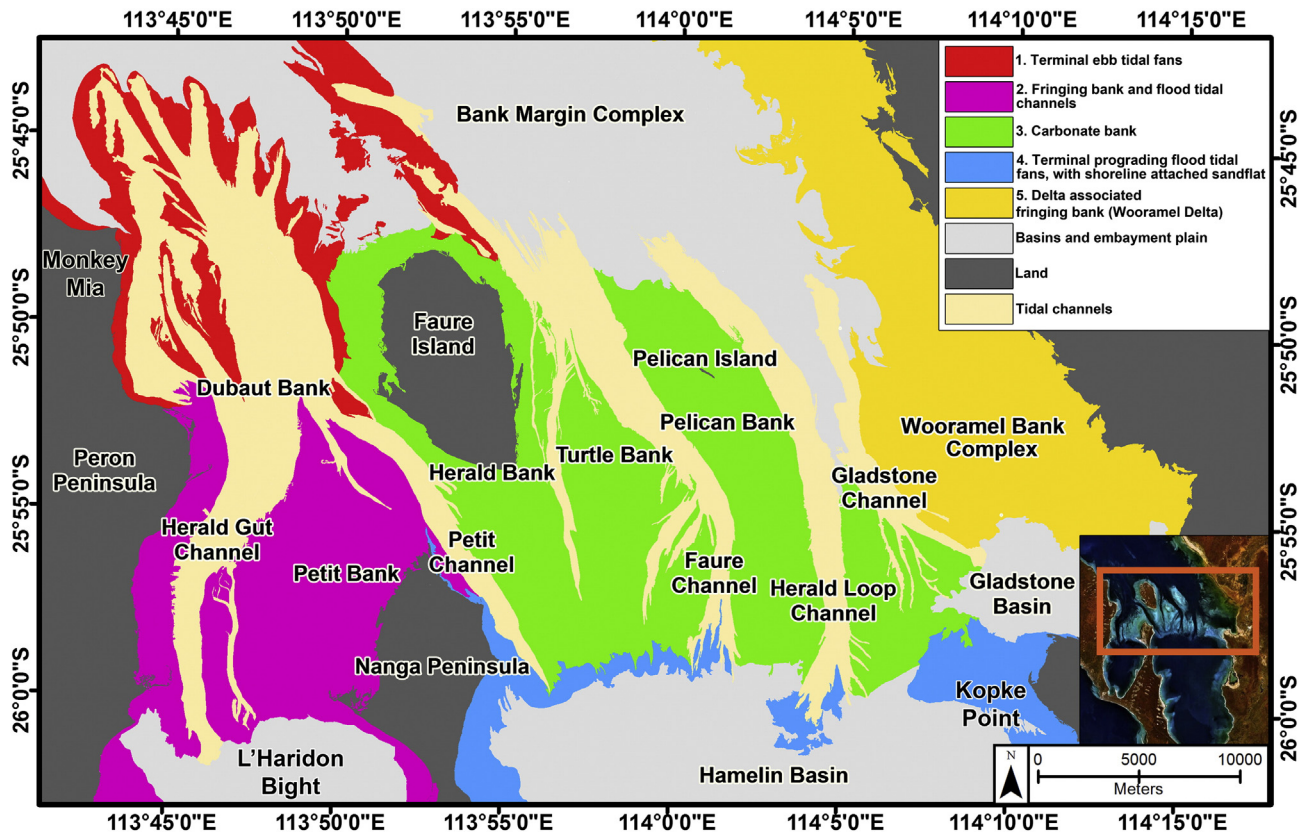 113°45'0"E 113°50'0"E 113°55'0"E 114°0'0"E 114°5'0"E 114°10'0"E 114°15'0"E
25°45'0"S
25°50'0"S
25°55'0"S
26°0'0"S
25°45'0"S
25°50'0"S
25°55'0"S
26°0'0"S
1. Terminal ebb tidal fans
2. Fringing bank and flood tidal
channels
3. Carbonate bank
4. Terminal prograding flood tidal
fans, with shoreline attached sandflat
5. Delta associated
fringing bank (Wooramel Delta)
Basins and embayment plain
Land
Tidal channels
Bank Margin Complex
Monkey
Mia
Faure
Island
Pelican Island
Dubaut Bank
Pelican Bank
Wooramel Bank
Complex
Peron
Peninsula
Herald Bank
Turtle Bank
Gladstone
Channel
Herald Gut
Channel
Petit
Channel
Petit Bank
Faure
Channel
Herald Loop
Channel
Gladstone
Basin
Nanga Peninsula
Kopke
Point
L'Haridon
Bight
Hamelin Basin
N
0 5000 10000
Meters
113°45'0"E 113°50'0"E 113°55'0"E 114°0'0"E 114°5'0"E 114°10'0"E 114°15'0"E